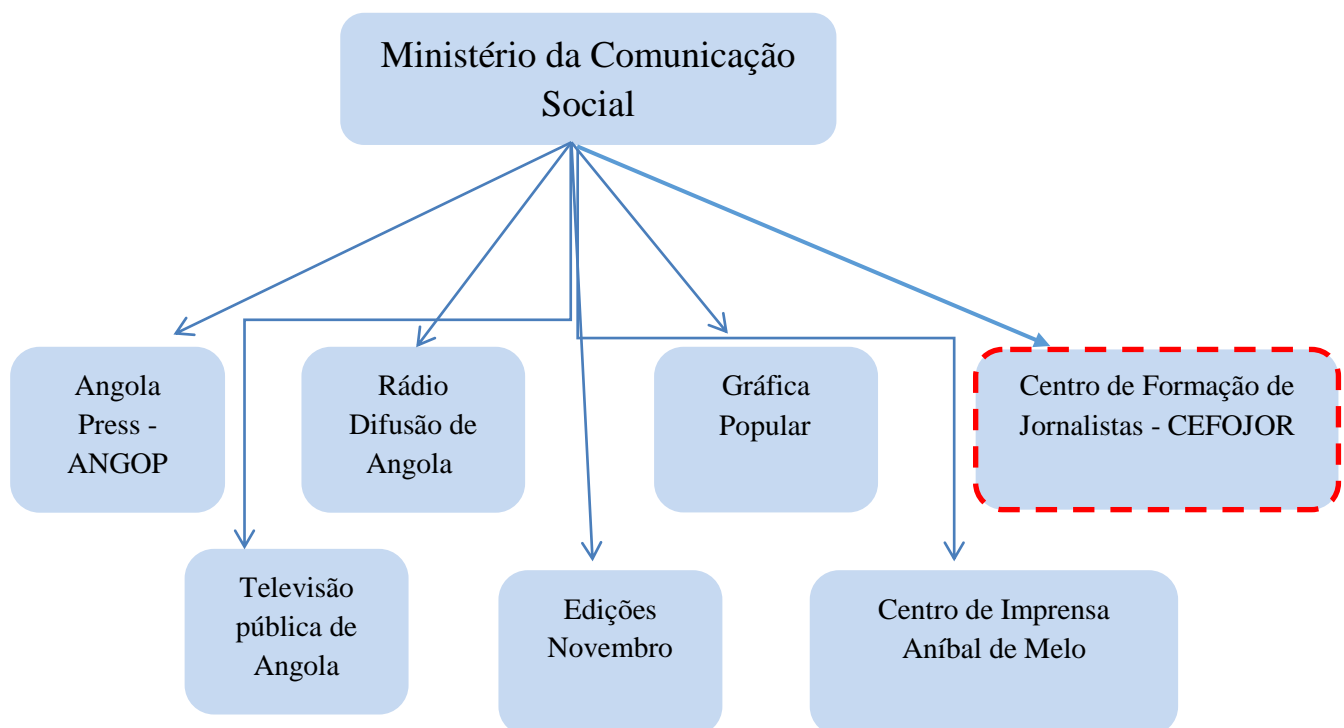 Ministério da Comunicação
Social
Angola
Press -
ANGOP
Rádio
Difusão de
Angola
Gráfica
Popular
Centro de Formação de
Jornalistas - CEFOJOR
Televisão
pública de
Angola
Edições
Novembro
Centro de Imprensa
Aníbal de Melo